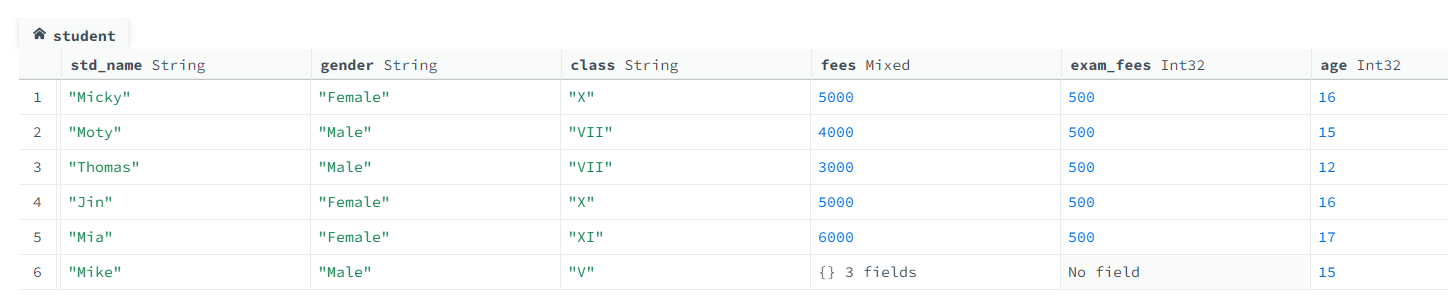 student
std_name String gender String class String fees Mixed exam_fees Int32 age Int32
1 "Micky" "Female" "X" 5000 500 16
2 "Moty" "Male" "VII" 4000 500 15
3 "Thomas" "Male" "VII" 3000 500 12
4 "Jin" "Female" "X" 5000 500 16
5 "Mia" "Female" "XI" 6000 500 17
6 "Mike" "Male" "V" {} 3 fields No field 15